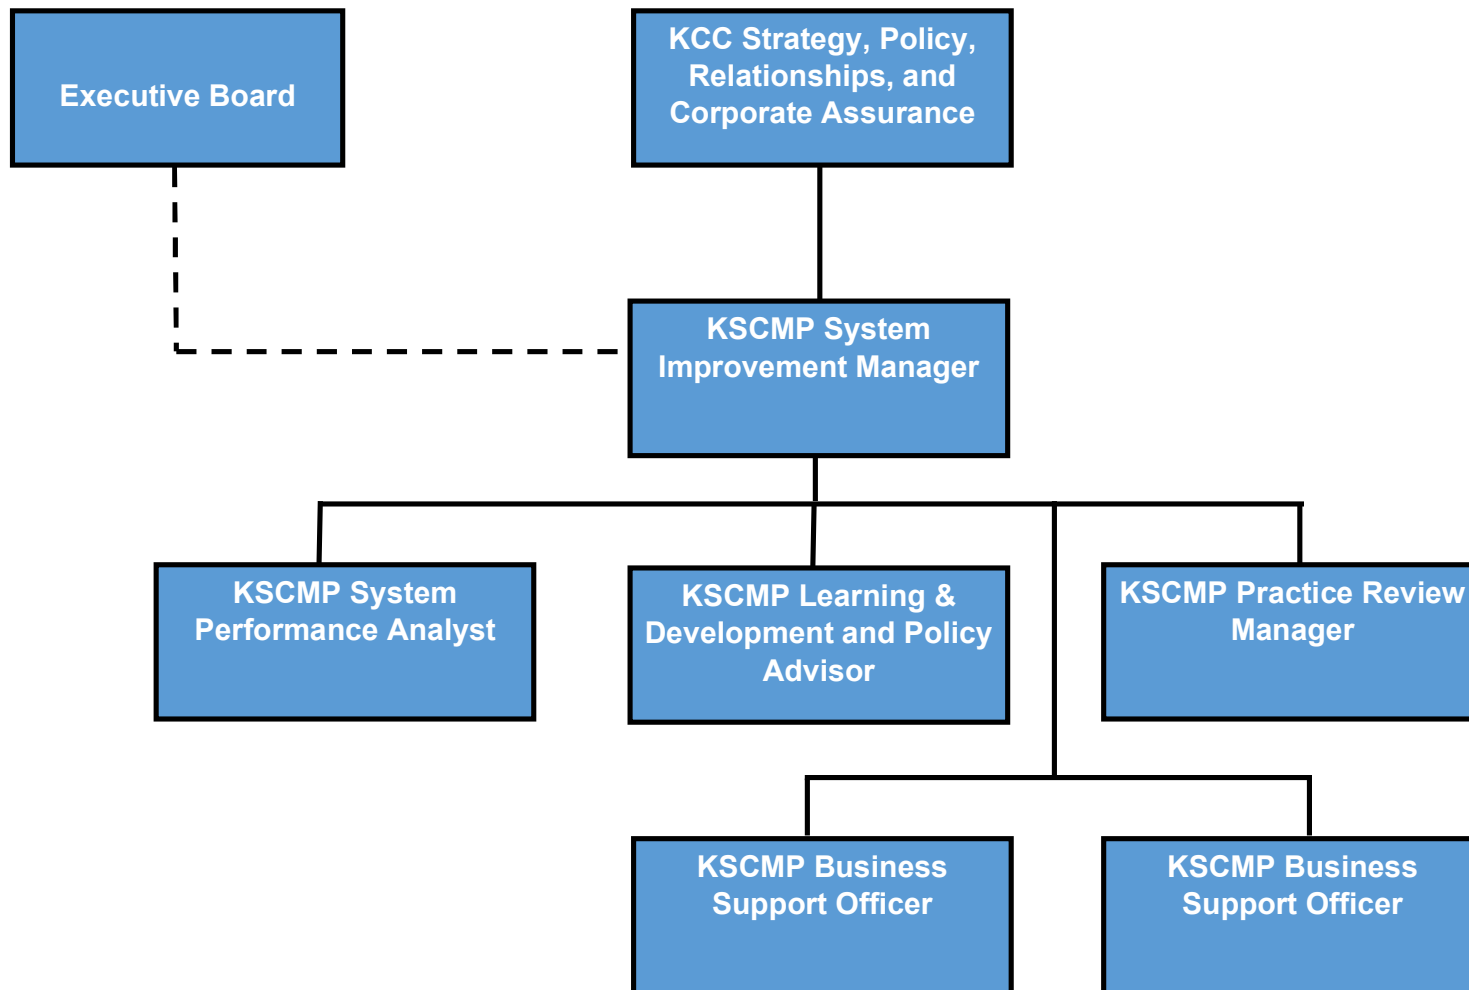 Executive Board
KCC Strategy, Policy,
Relationships, and
Corporate Assurance
KSCMP System
Improvement Manager
KSCMP System
Performance Analyst
KSCMP Learning &
Development and Policy
Advisor
KSCMP Practice Review
Manager
KSCMP Business
Support Officer
KSCMP Business
Support Officer